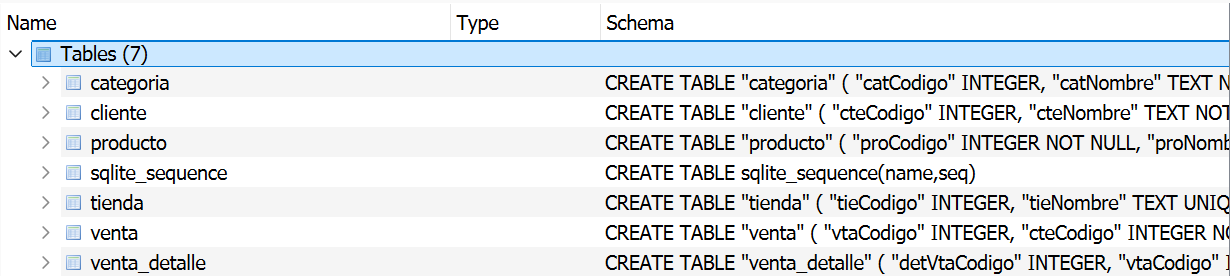 Name Type Schema
Tables (7)
categoria CREATE TABLE "categoria" ( "catCodigo" INTEGER, "catNombre" TEXT N
cliente CREATE TABLE "cliente" ( "cteCodigo" INTEGER, "cteNombre" TEXT NOT
producto CREATE TABLE "producto" ( "proCodigo" INTEGER NOT NULL, "proNomb
sqlite_sequence CREATE TABLE sqlite_sequence(name,seq)
tienda CREATE TABLE "tienda" ( "tieCodigo" INTEGER, "tieNombre" TEXT UNIQ
venta CREATE TABLE "venta" ( "vtaCodigo" INTEGER, "cteCodigo" INTEGER NO
venta_detalle CREATE TABLE "venta_detalle" ( "detVtaCodigo" INTEGER, "vtaCodigo" I